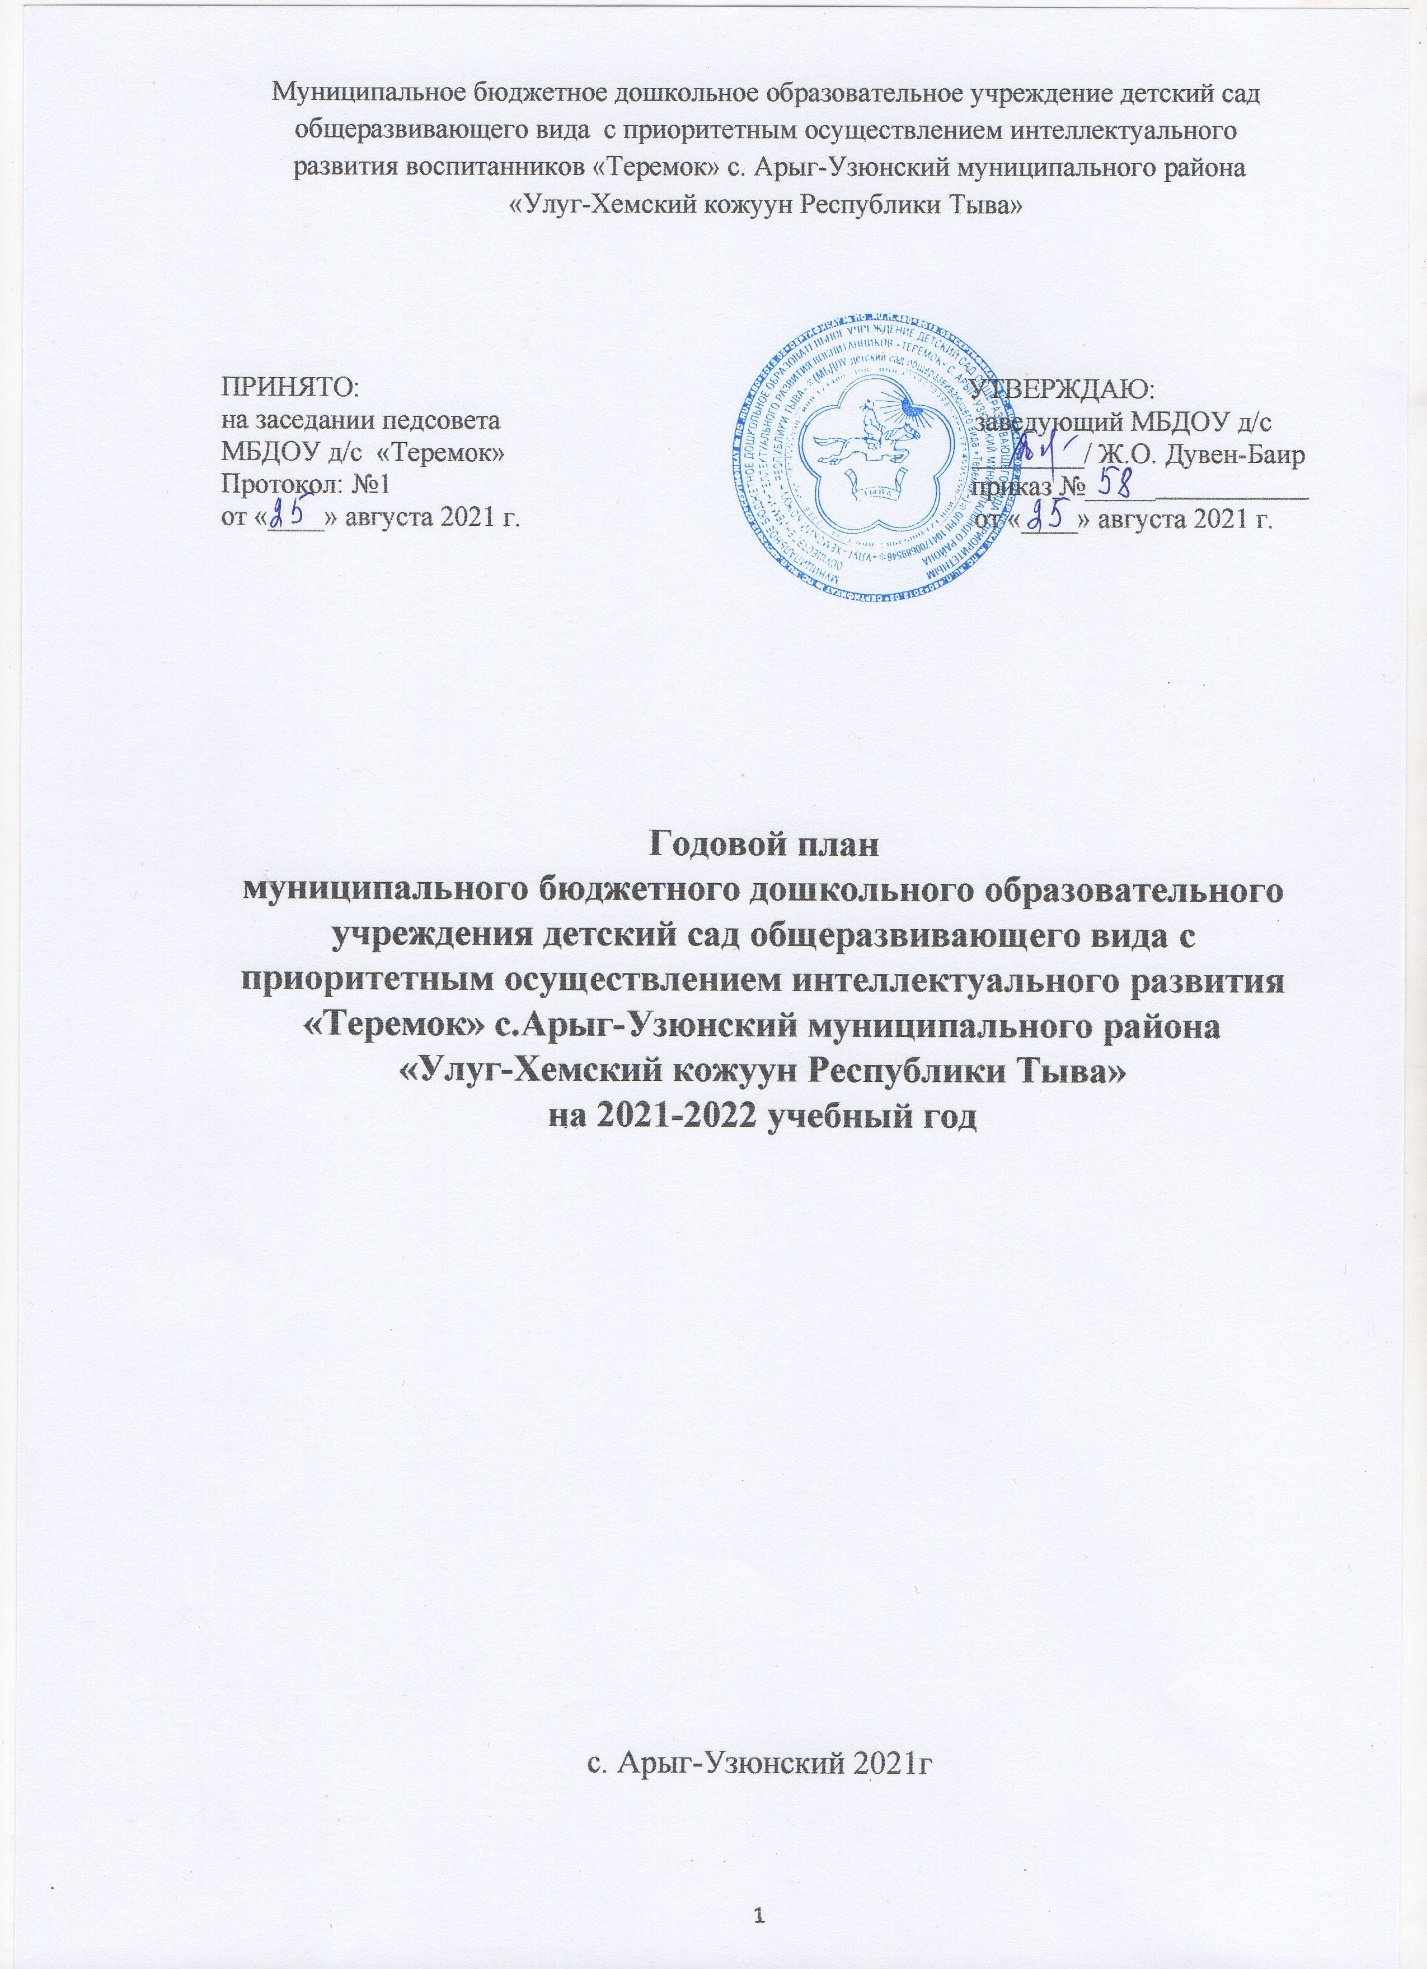 Муниципальное бюджетное дошкольное образовательное учреждение детский сад
общеразвивающего вида с приоритетным осуществлением интеллектуального
развития воспитанников «Теремок» с. Арыг-Узюнский муниципального района
«Улуг-Хемский кожуун Республики Тыва»
ПРИНЯТО:
на заседании педсовета
МБДОУ д/с «Теремок»
Протокол: №1
от «25» августа 2021 г.
УТВЕРЖДАЮ:
заведующий МБДОУ д/с
________/ Ж.О. Дувен-Баир
приказ № 58
от «25» августа 2021 г.
ТЫВА
Годовой план
муниципального бюджетного дошкольного образовательного
учреждения детский сад общеразвивающего вида с
приоритетным осуществлением интеллектуального развития
«Теремок» с.Арыг-Узюнский муниципального района
«Улуг-Хемский кожуун Республики Тыва»
на 2021-2022 учебный год
с. Арыг-Узюнский 2021г
1